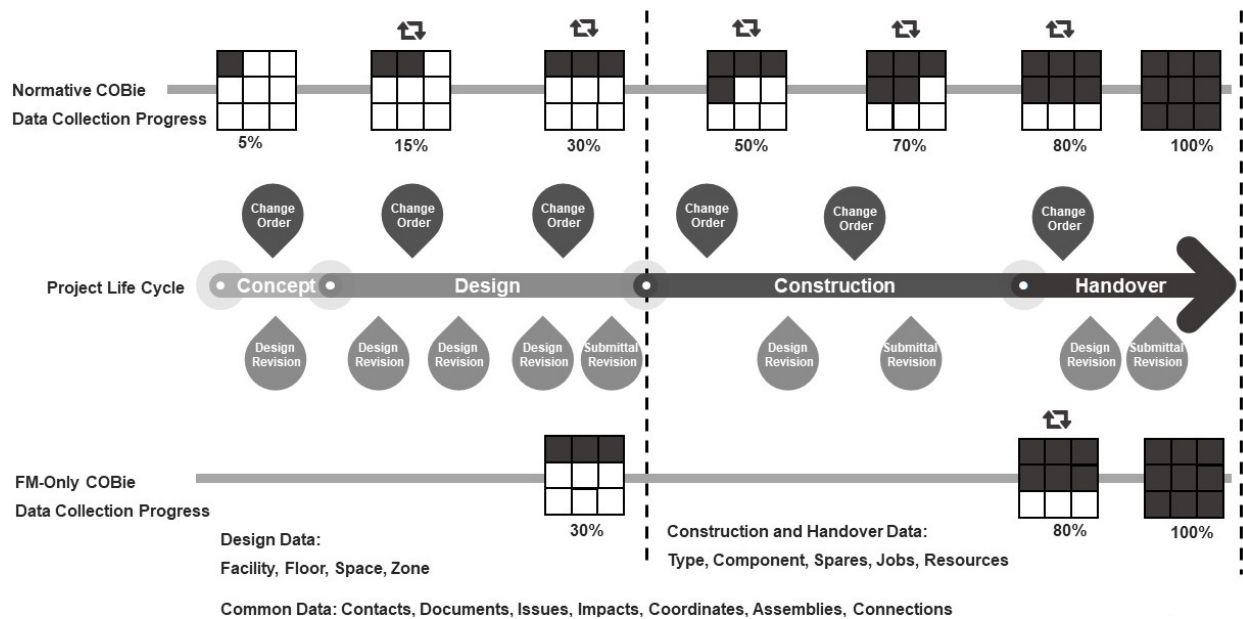 Normative COBie
Data Collection Progress
5%
15%
30%
50%
70%
80%
100%
Change
Order
Change
Order
Change
Order
Change
Order
Change
Order
Change
Order
Project Life Cycle
Concept
Design
Construction
Handover
Design
Revision
Design
Revision
Design
Revision
Design
Revision
Submittal
Revision
Design
Revision
Submittal
Revision
Design
Revision
Submittal
Revision
FM-Only COBie
Data Collection Progress
30%
80%
100%
Design Data:
Facility, Floor, Space, Zone
Construction and Handover Data:
Type, Component, Spares, Jobs, Resources
Common Data: Contacts, Documents, Issues, Impacts, Coordinates, Assemblies, Connections